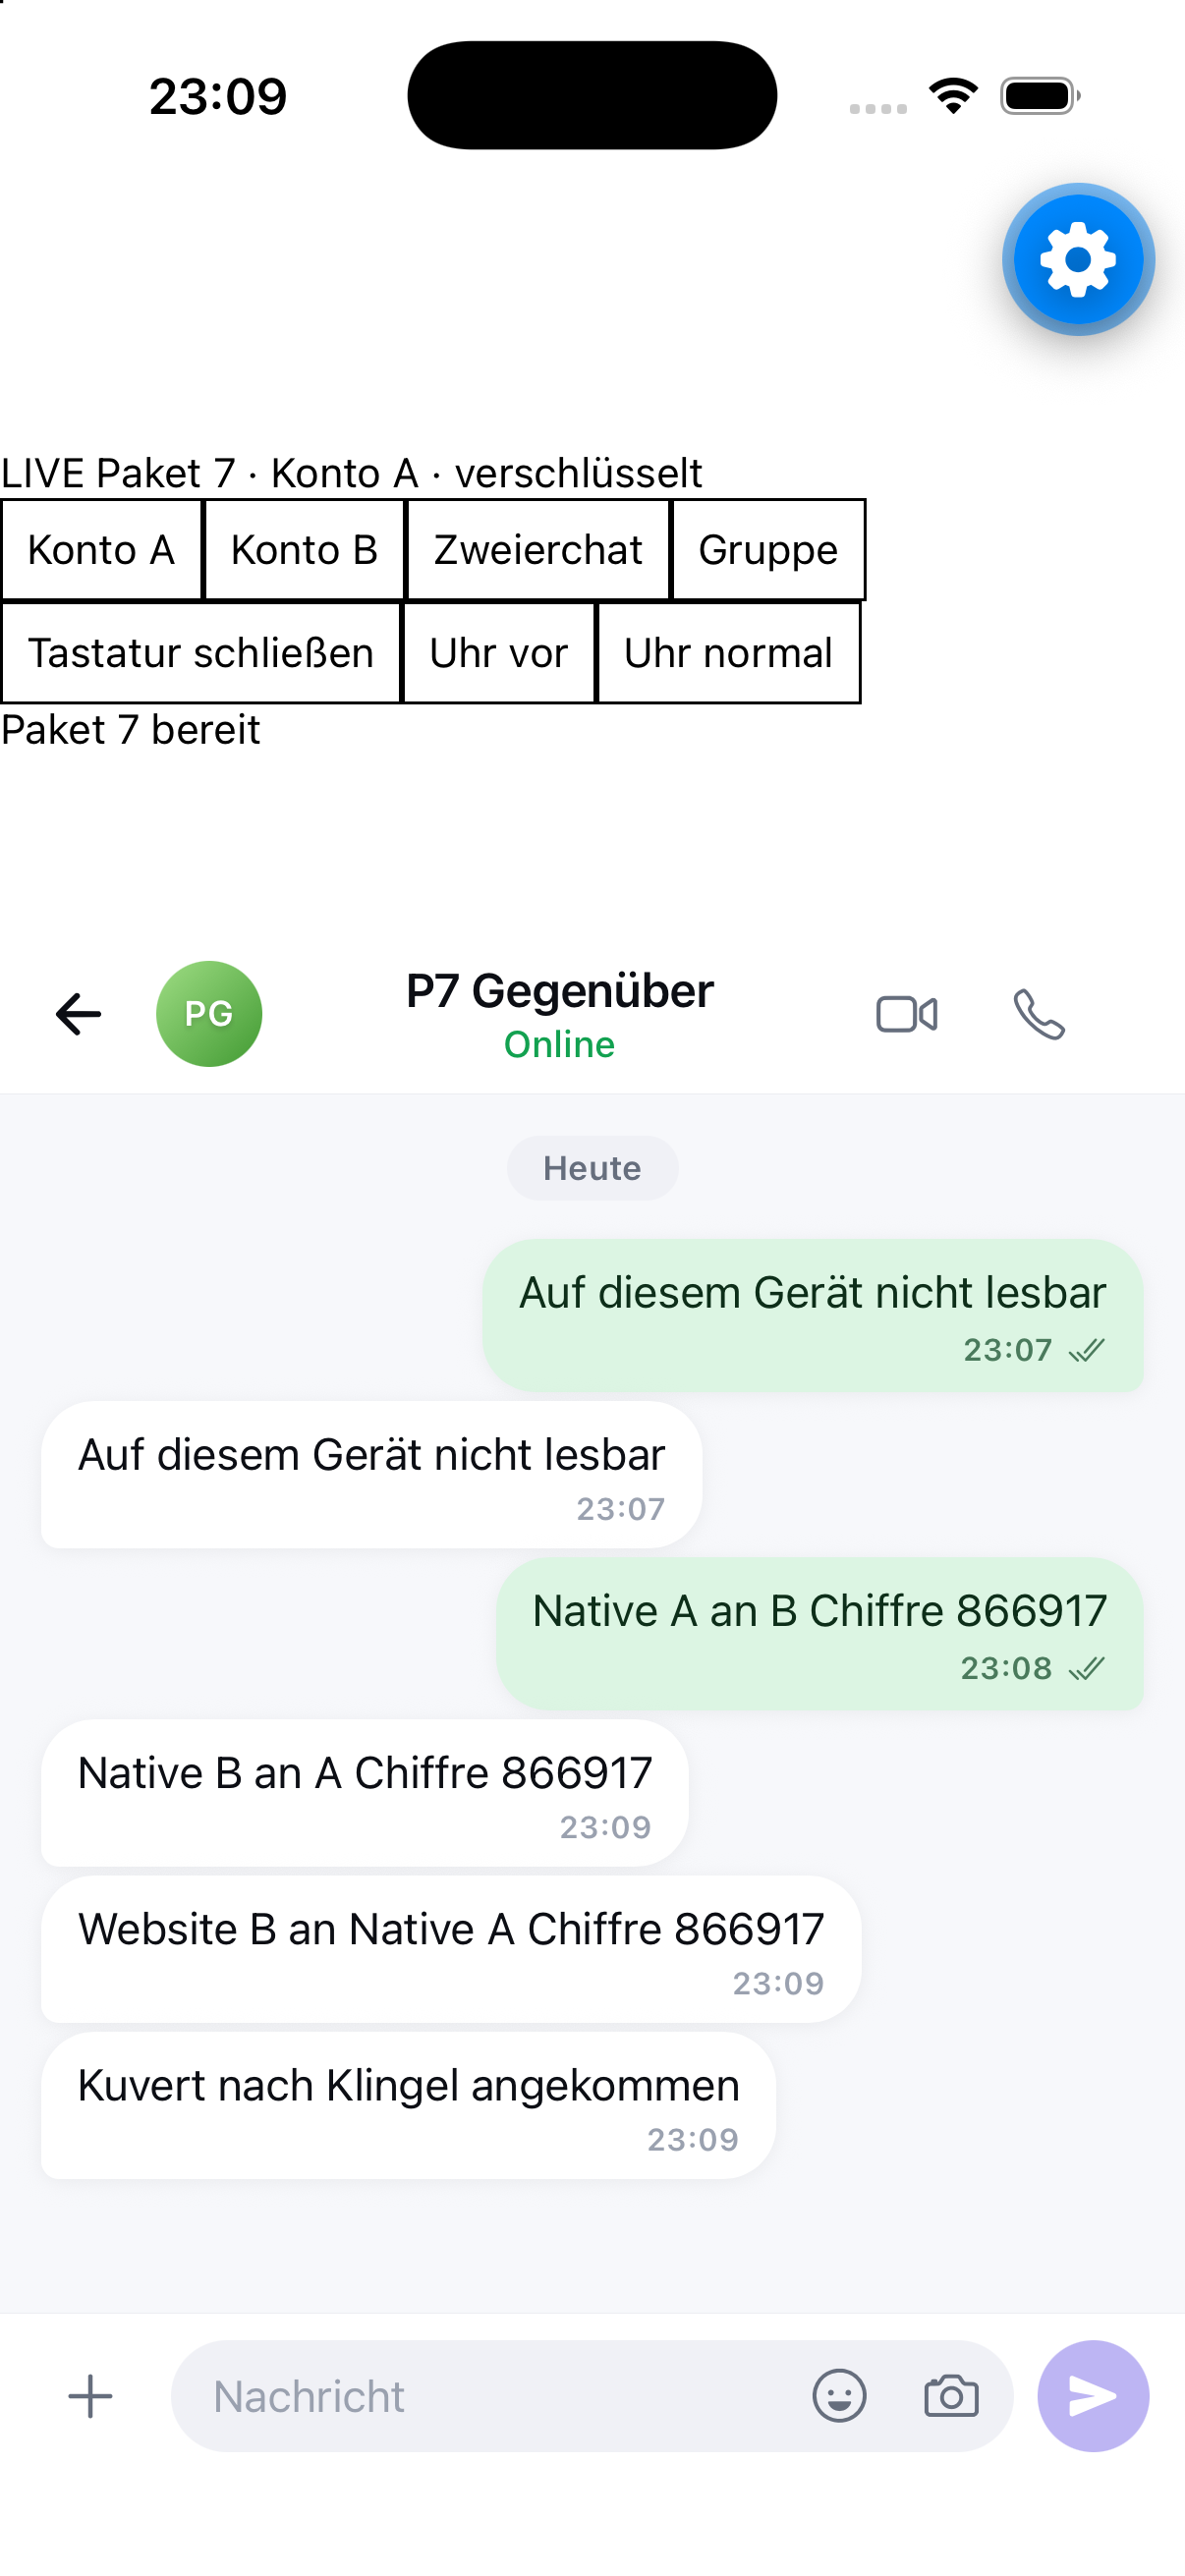 23:09
LIVE Paket 7 · Konto A · verschlüsselt
Konto A Konto B Zweierchat Gruppe
Tastatur schließen Uhr vor Uhr normal
Paket 7 bereit
PG
P7 Gegenüber
Online
Heute
Auf diesem Gerät nicht lesbar
23:07
Auf diesem Gerät nicht lesbar
23:07
Native A an B Chiffre 866917
23:08
Native B an A Chiffre 866917
23:09
Website B an Native A Chiffre 866917
23:09
Kuvert nach Klingel angekommen
23:09
Nachricht